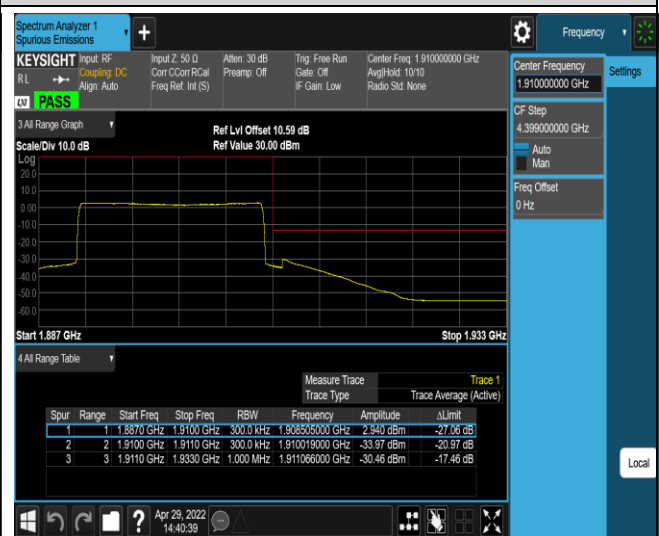 Spectrum Analyzer 1
Spurious Emissions
Frequency
KEYSIGHT
RL
Input: RF
Coupling: DC
Align: Auto
Input Z: 50 Ω
Corr CCorr RCal
Freq Ref: Int (S)
Atten: 30 dB
Preamp: Off
Trig: Free Run
Gate: Off
IF Gain: Low
Center Freq: 1.910000000 GHz
Avg|Hold: 10/10
Radio Std: None
PASS
3 All Range Graph
Scale/Div 10.0 dB
Ref Lvl Offset 10.59 dB
Ref Value 30.00 dBm
Log
20.0
10.0
0.00
-10.0
-20.0
-30.0
-40.0
-50.0
-60.0
Start 1.887 GHz
Stop 1.933 GHz
4 All Range Table
Measure Trace Trace 1
Trace Type Trace Average (Active)
Spur Range Start Freq Stop Freq RBW Frequency Amplitude ΔLimit
1 1 1.8870 GHz 1.9100 GHz 300.0 kHz 1.908505000 GHz 2.940 dBm -27.06 dB
2 2 1.9100 GHz 1.9110 GHz 300.0 kHz 1.910019000 GHz -33.97 dBm -20.97 dB
3 3 1.9110 GHz 1.9330 GHz 1.000 MHz 1.911066000 GHz -30.46 dBm -17.46 dB
Center Frequency
1.910000000 GHz
Settings
CF Step
4.399000000 GHz
Auto
Man
Freq Offset
0 Hz
Local
Apr 29, 2022
14:40:39